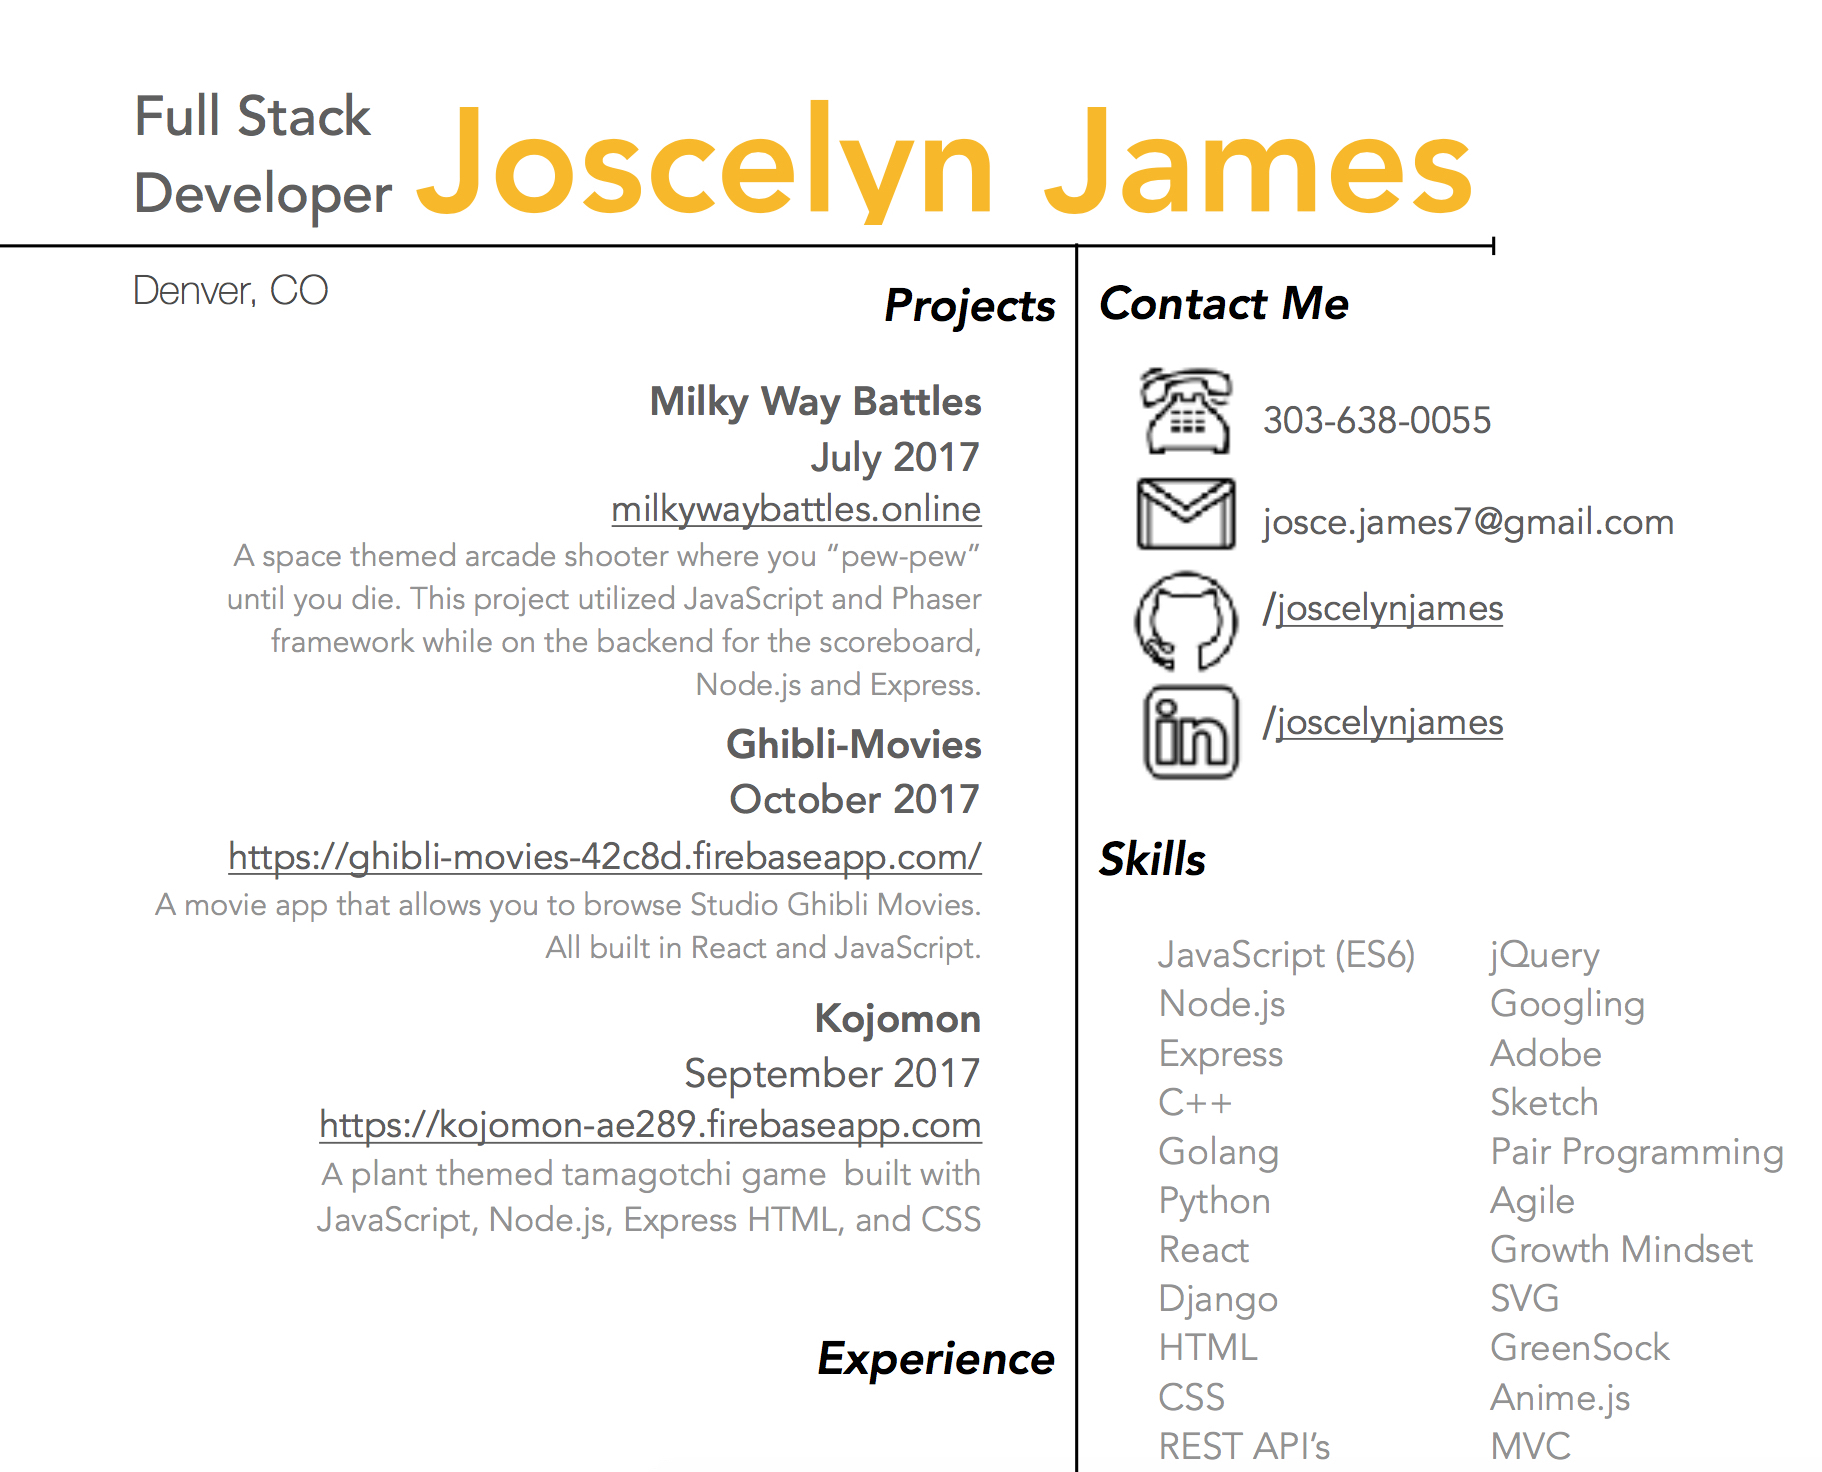 Full Stack
Developer
Joscelyn James
Denver, CO
Projects
Milky Way Battles
July 2017
milkywaybattles.online
A space themed arcade shooter where you “pew-pew”
until you die. This project utilized JavaScript and Phaser
framework while on the backend for the scoreboard,
Node.js and Express.
Ghibli-Movies
October 2017
https://ghibli-movies-42c8d.firebaseapp.com/
A movie app that allows you to browse Studio Ghibli Movies.
All built in React and JavaScript.
Kojomon
September 2017
https://kojomon-ae289.firebaseapp.com
A plant themed tamagotchi game  built with
JavaScript, Node.js, Express HTML, and CSS
Experience
Contact Me
303-638-0055
josce.james7@gmail.com
/joscelynjames
in
/joscelynjames
Skills
JavaScript (ES6)
Node.js
Express
C++
Golang
Python
React
Django
HTML
CSS
REST API’s
jQuery
Googling
Adobe
Sketch
Pair Programming
Agile
Growth Mindset
SVG
GreenSock
Anime.js
MVC